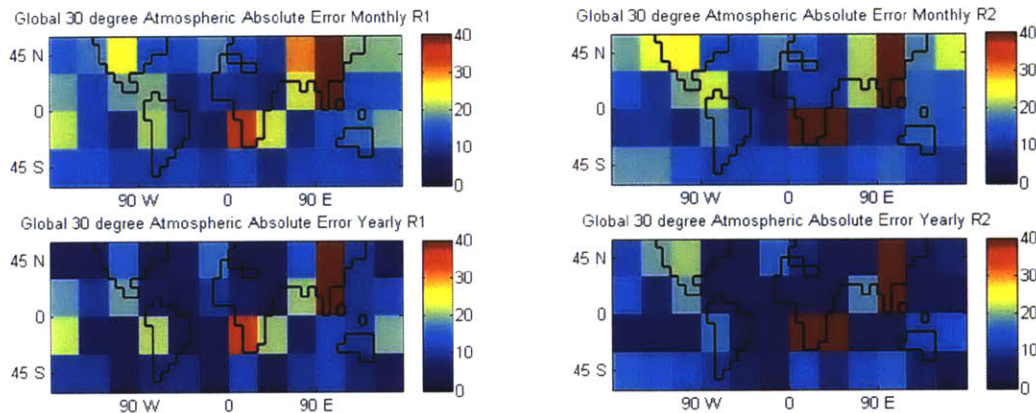 Global 30 degree Atmospheric Absolute Error Monthly R1
45 N
0
45 S
90 W
0
90 E
40
30
20
10
0
Global 30 degree Atmospheric Absolute Error Monthly R2
45 N
0
45 S
90 W
0
90 E
40
30
20
10
0
Global 30 degree Atmospheric Absolute Error Yearly R1
45 N
0
45 S
90 W
0
90 E
40
30
20
10
0
Global 30 degree Atmospheric Absolute Error Yearly R2
45 N
0
45 S
90 W
0
90 E
40
30
20
10
0